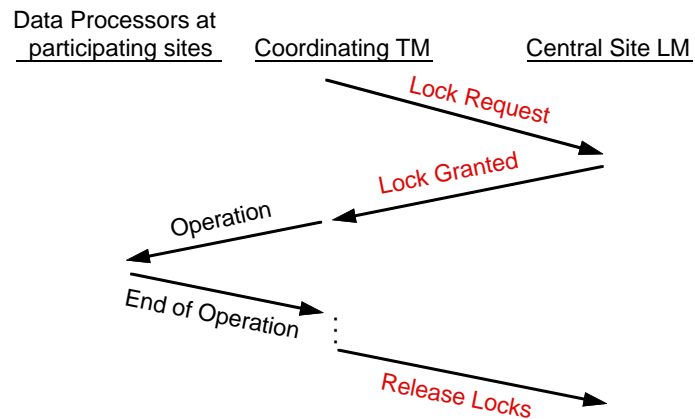 Data Processors at
participating sites
Coordinating TM
Central Site LM
Lock Request
Lock Granted
Operation
End of Operation
Release Locks